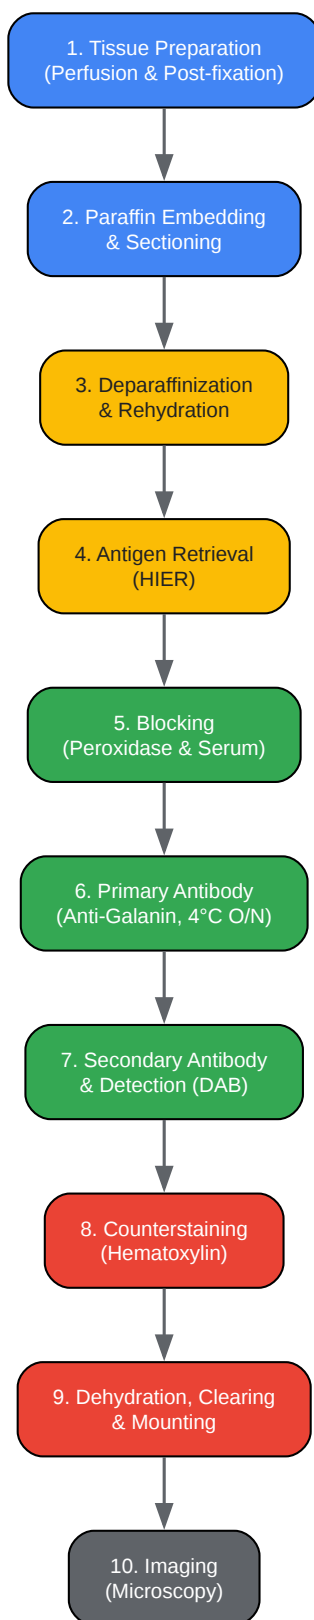 1. Tissue Preparation
(Perfusion & Post-fixation)
2. Paraffin Embedding
& Sectioning
3. Deparaffinization
& Rehydration
4. Antigen Retrieval
(HIER)
5. Blocking
(Peroxidase & Serum)
6. Primary Antibody
(Anti-Galanin, 4°C O/N)
7. Secondary Antibody
& Detection (DAB)
8. Counterstaining
(Hematoxylin)
9. Dehydration, Clearing
& Mounting
10. Imaging
(Microscopy)